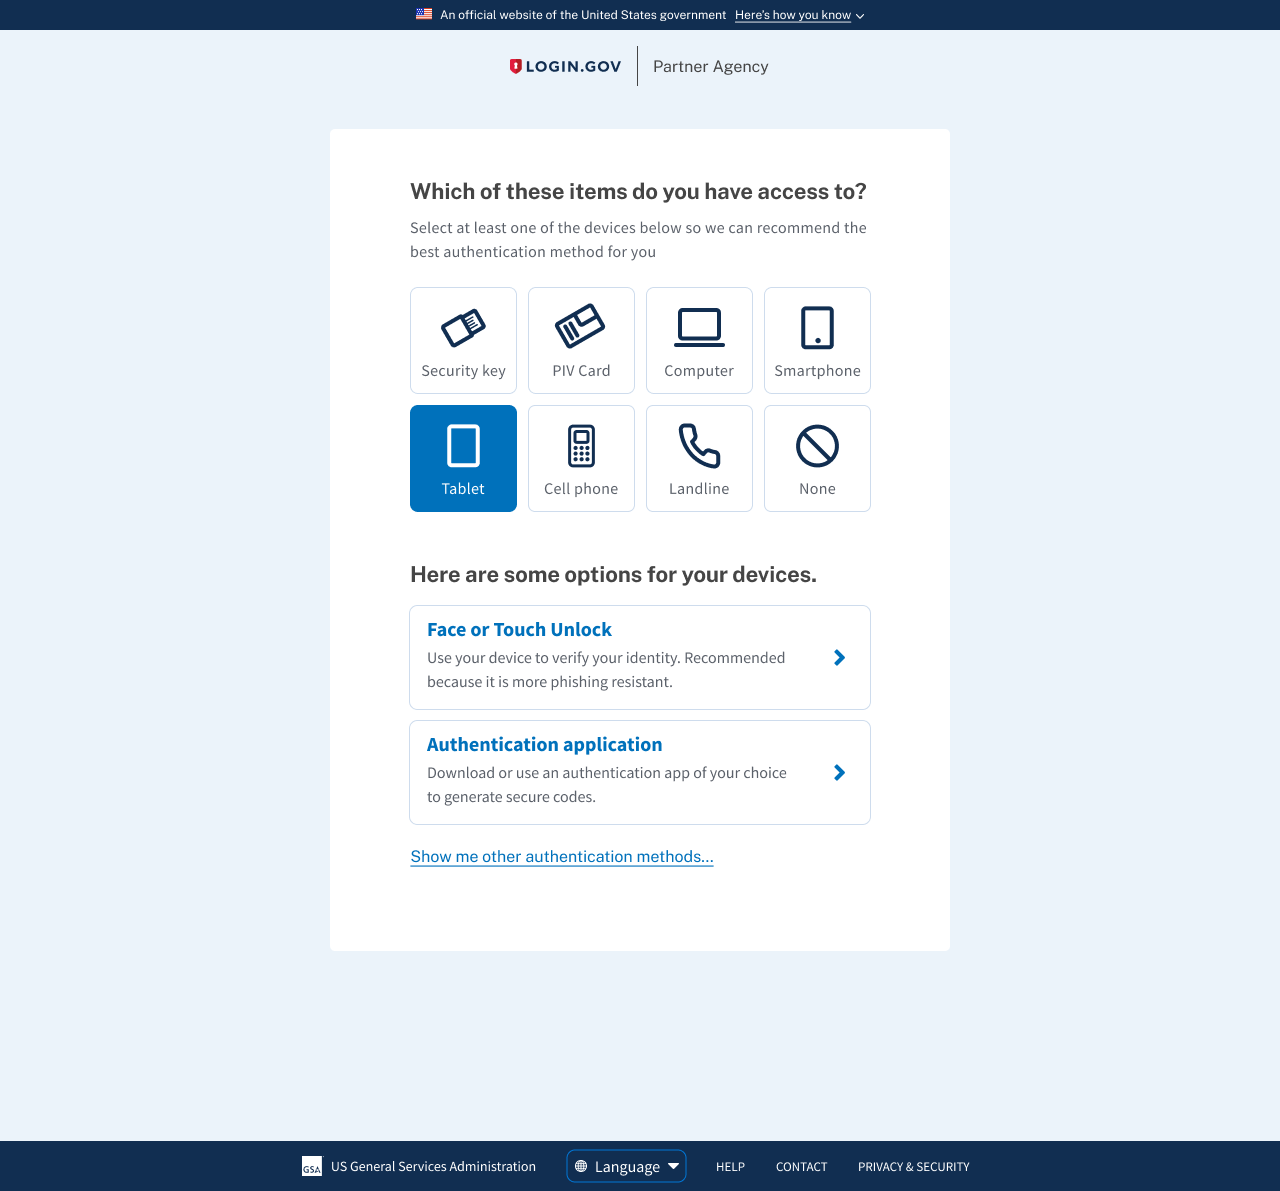 An official website of the United States government Here's how you know
LOGIN.GOV Partner Agency
Which of these items do you have access to?
Select at least one of the devices below so we can recommend the
best authentication method for you
Security key PIV Card Computer Smartphone
Tablet Cell phone Landline None
Here are some options for your devices.
Face or Touch Unlock
Use your device to verify your identity. Recommended
because it is more phishing resistant.
Authentication application
Download or use an authentication app of your choice
to generate secure codes.
Show me other authentication methods...
GSA US General Services Administration Language HELP CONTACT PRIVACY & SECURITY